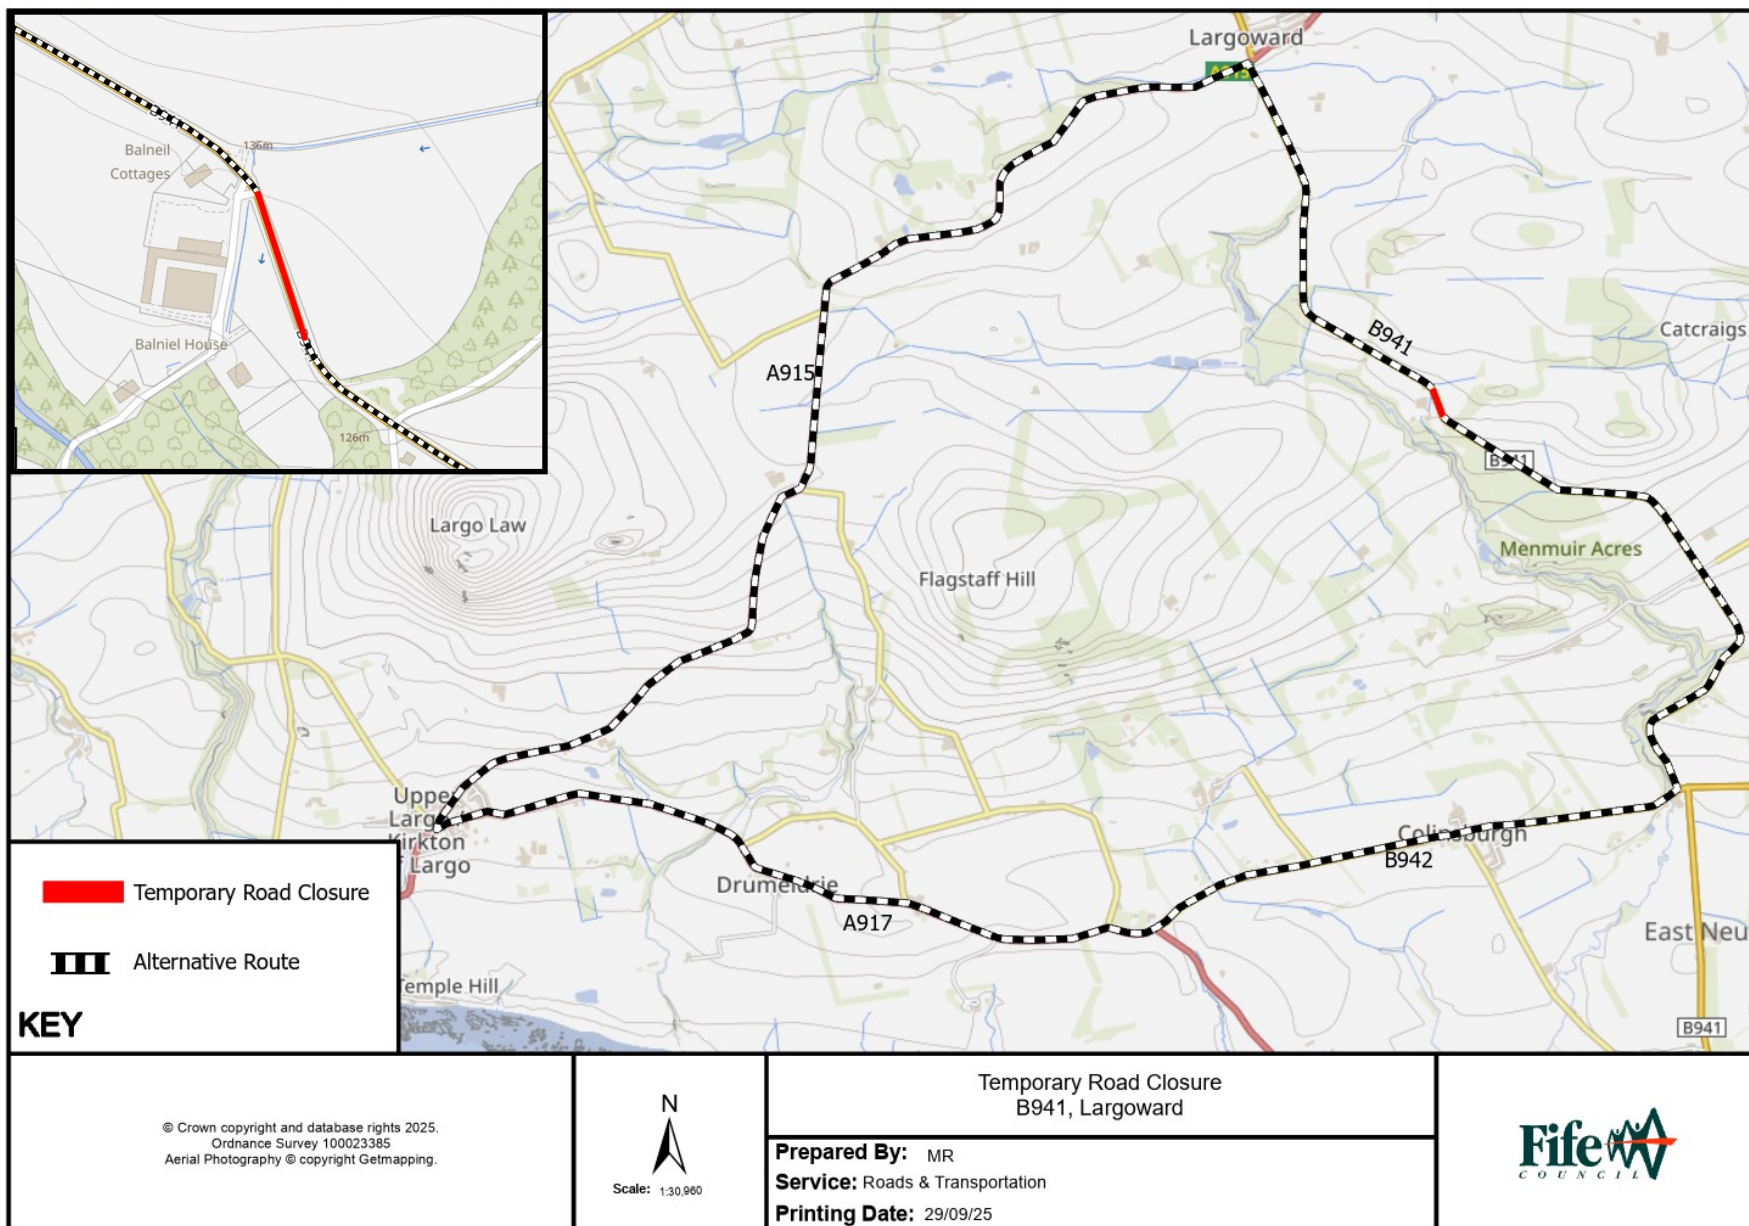 Balneil
Cottages
136m
Balniel House
126m
Largoward
A915
B941
Catcraigs
A915
B941
Largo Law
Flagstaff Hill
Menmuir Acres
Upper
Largo
Kirkton
Largo
Drumeldrie
A917
Colinsburgh
B942
East Neu
Temple Hill
B941
Temporary Road Closure
Alternative Route
KEY
© Crown copyright and database rights 2025.
Ordnance Survey 100023385
Aerial Photography © copyright Getmapping.
N
Scale: 1:30,960
Temporary Road Closure
B941, Largoward
Prepared By: MR
Service: Roads & Transportation
Printing Date: 29/09/25
Fife
COUNCIL